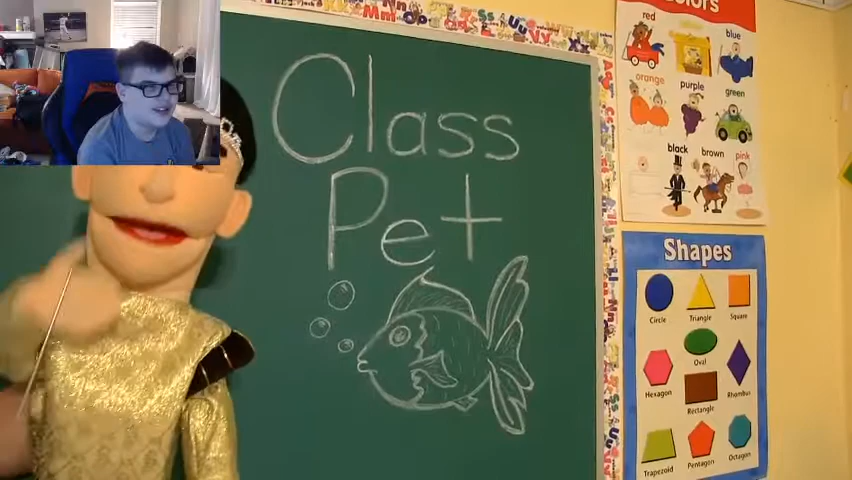 Class
Pet
Colors
red
yellow
blue
orange
purple
green
black
brown
pink
Shapes
Circle
Triangle
Square
Hexagon
Oval
Rhombus
Rectangle
Trapezoid
Pentagon
Octagon